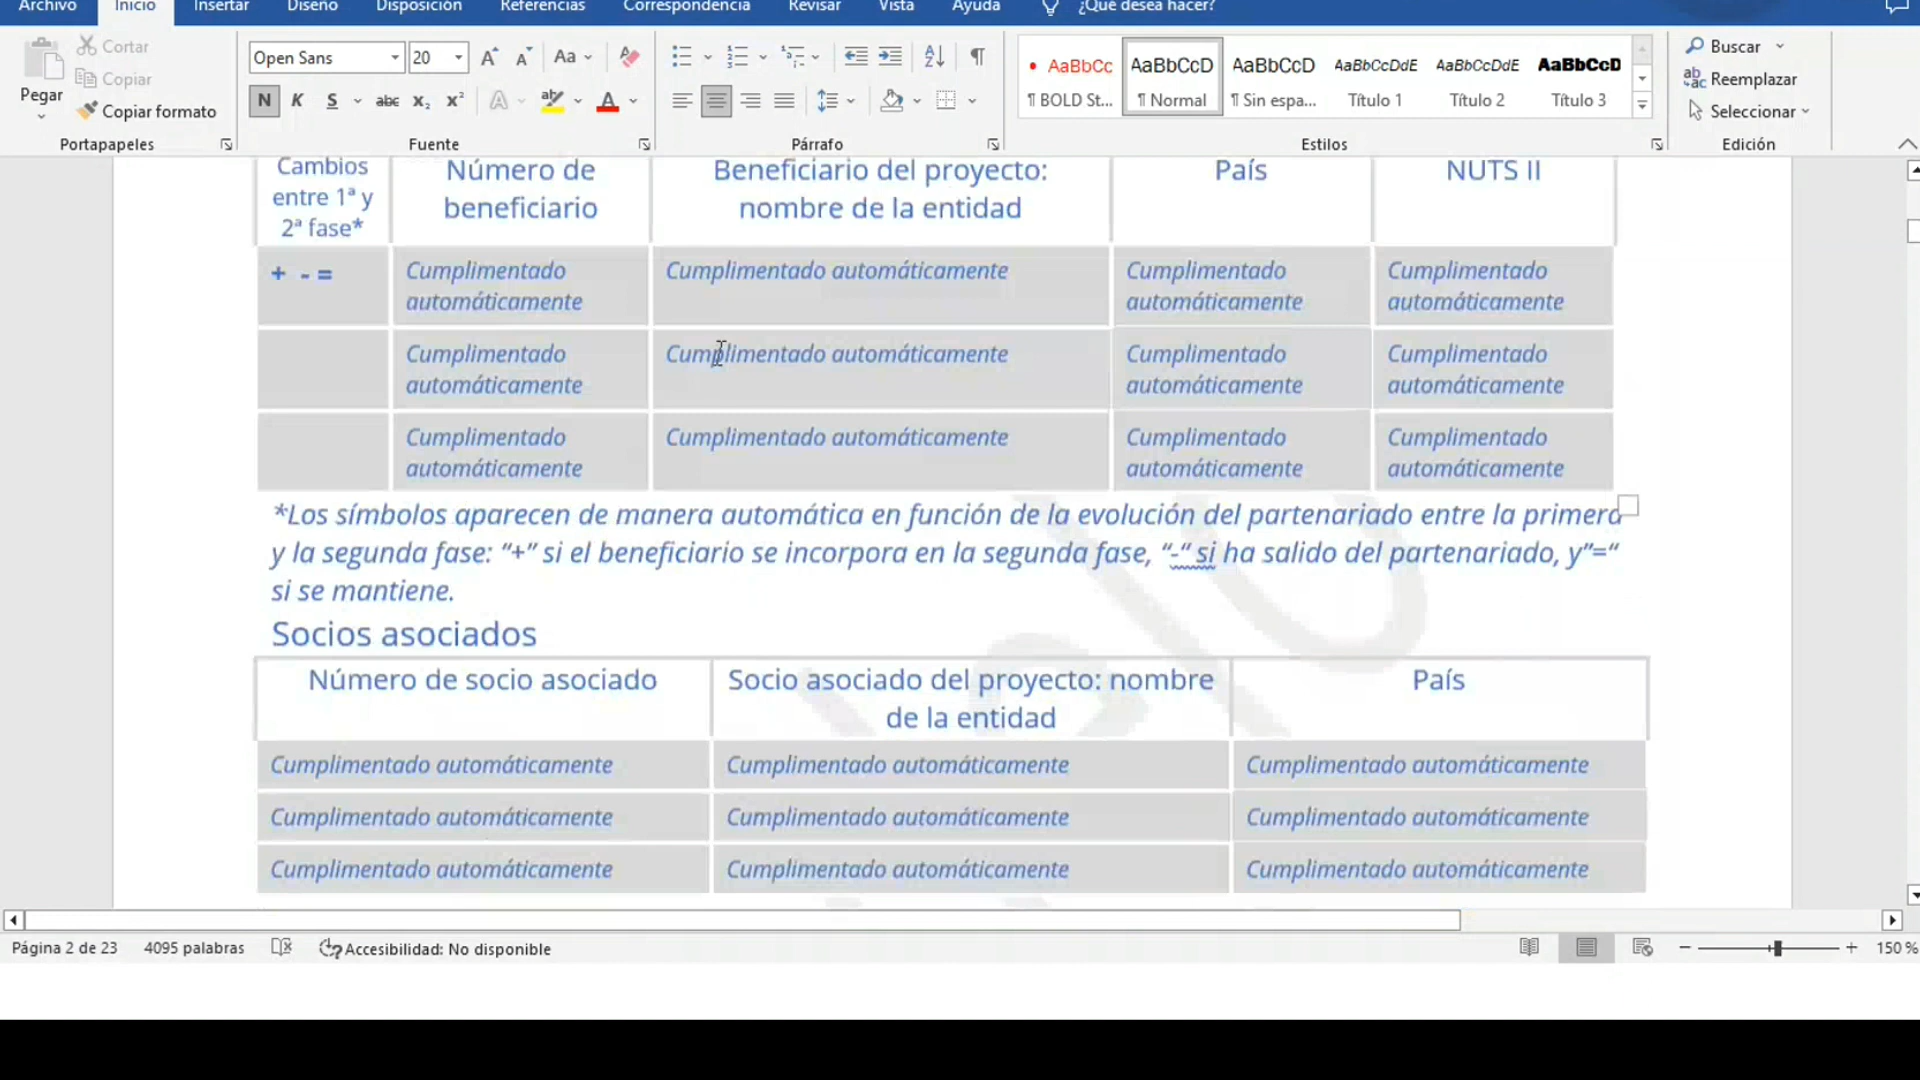 Archivo Inicio Insertar Diseño Disposición Referencias Correspondencia Revisar Vista Ayuda ¿Qué desea hacer?
Pegar
Cortar
Copiar
Copiar formato
Portapapeles
Open Sans 20 Aa
N K S abc x₂ x² A A
Fuente
Párrafo
AaBbCc AaBbCcD AaBbCcD AaBbCcDdE AaBbCcDdE AaBbCcD
¶ BOLD St... ¶ Normal ¶ Sin espa... Título 1 Título 2 Título 3
Estilos
Buscar
Reemplazar
Seleccionar
Edición
Cambios
entre 1ª y
2ª fase*
Número de
beneficiario
Beneficiario del proyecto:
nombre de la entidad
País
NUTS II
+ - =
Cumplimentado
automáticamente
Cumplimentado automáticamente
Cumplimentado
automáticamente
Cumplimentado
automáticamente
Cumplimentado
automáticamente
Cumplimentado automáticamente
Cumplimentado
automáticamente
Cumplimentado
automáticamente
Cumplimentado
automáticamente
Cumplimentado automáticamente
Cumplimentado
automáticamente
Cumplimentado
automáticamente
*Los símbolos aparecen de manera automática en función de la evolución del partenariado entre la primera
y la segunda fase: “+” si el beneficiario se incorpora en la segunda fase, “-“ si ha salido del partenariado, y”=“
si se mantiene.
Socios asociados
Número de socio asociado
Socio asociado del proyecto: nombre
de la entidad
País
Cumplimentado automáticamente Cumplimentado automáticamente Cumplimentado automáticamente
Cumplimentado automáticamente Cumplimentado automáticamente Cumplimentado automáticamente
Cumplimentado automáticamente Cumplimentado automáticamente Cumplimentado automáticamente
Página 2 de 23 4095 palabras Accesibilidad: No disponible 150 %